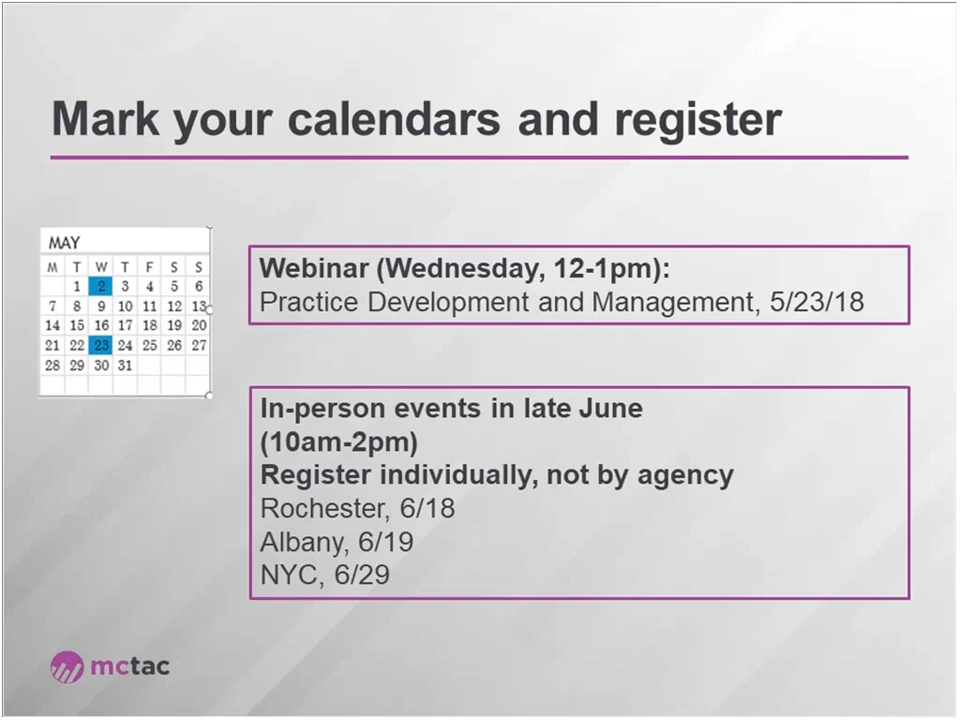 Mark your calendars and register
MAY
M T W T F S S
1 2 3 4 5 6
7 8 9 10 11 12 13
14 15 16 17 18 19 20
21 22 23 24 25 26 27
28 29 30 31
Webinar (Wednesday, 12-1pm):
Practice Development and Management, 5/23/18
In-person events in late June
(10am-2pm)
Register individually, not by agency
Rochester, 6/18
Albany, 6/19
NYC, 6/29
mctac